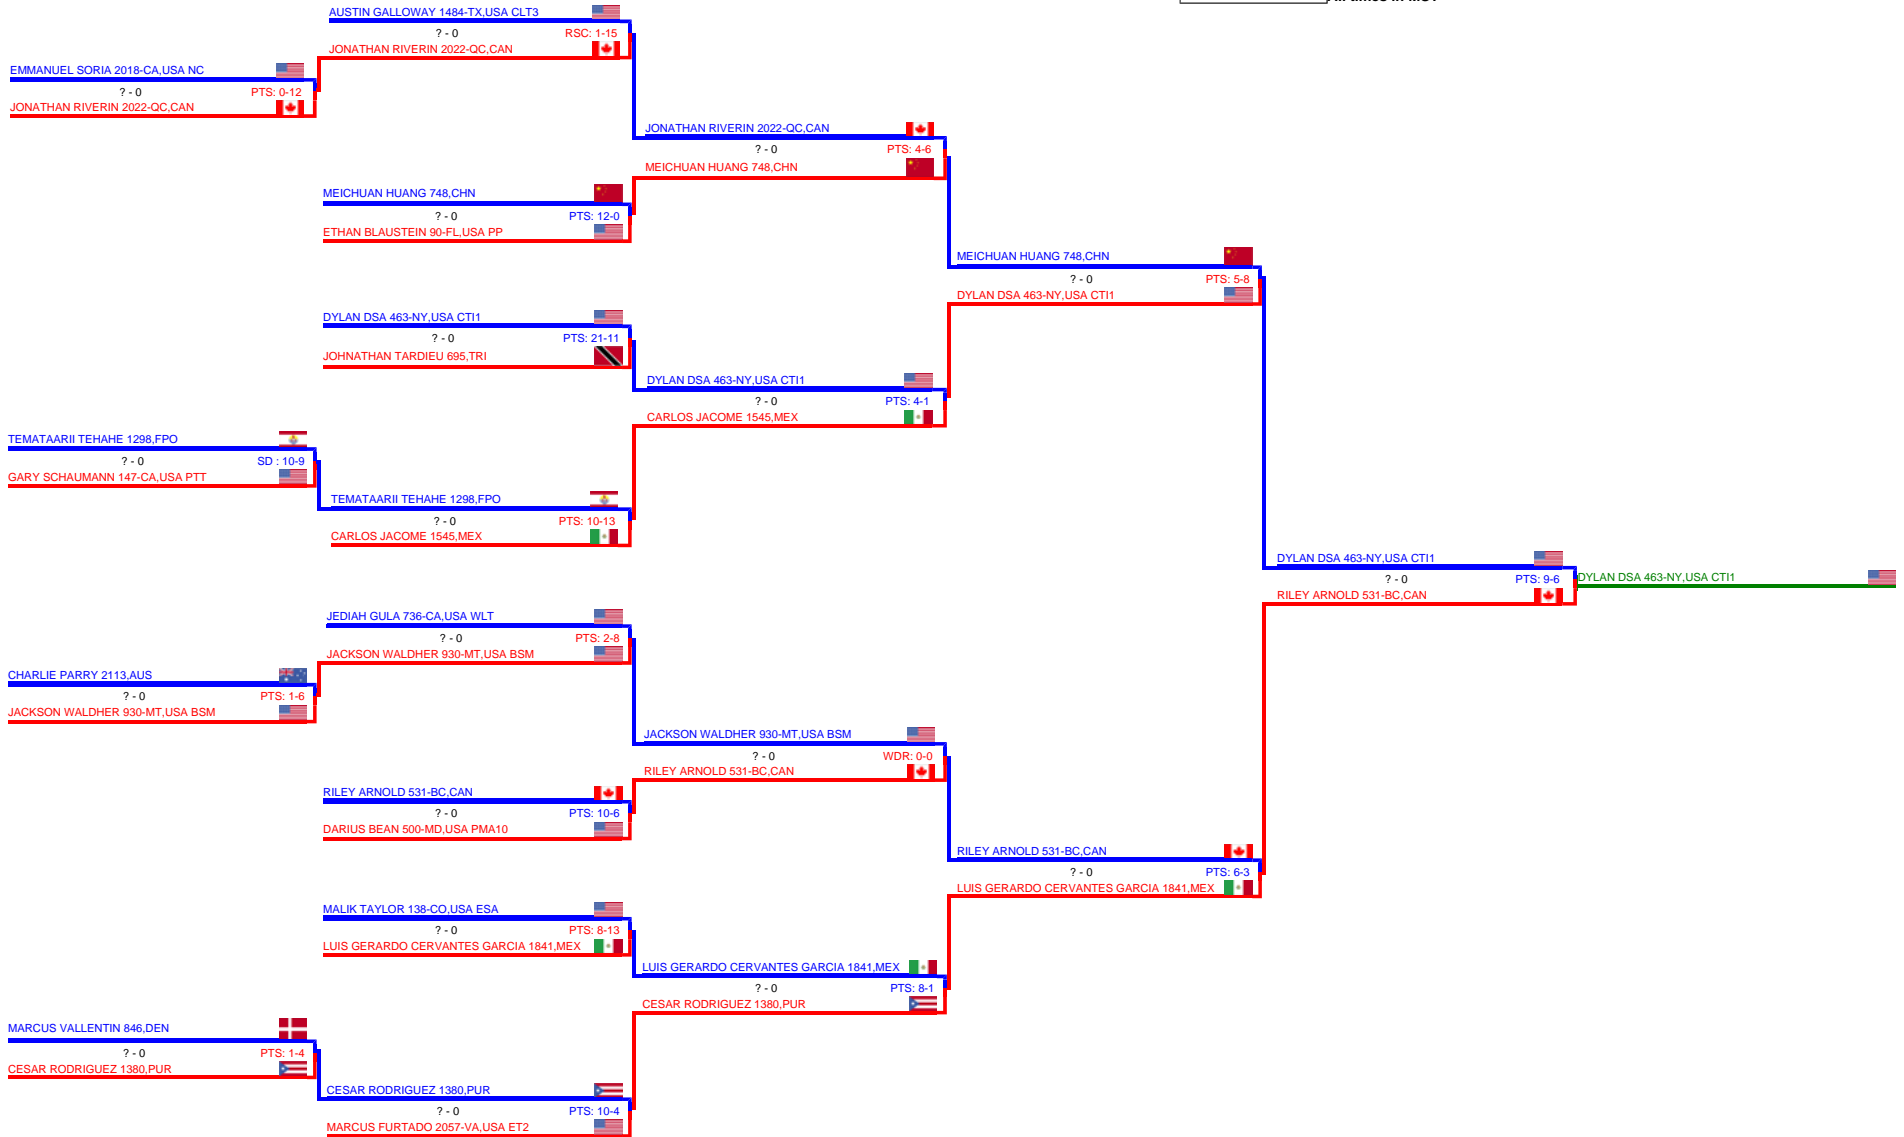 AUSTIN GALLOWAY 1484-TX,USA CLT3
? - 0 RSC: 1-15
JONATHAN RIVERIN 2022-QC,CAN
EMMANUEL SORIA 2018-CA,USA NC
? - 0 PTS: 0-12
JONATHAN RIVERIN 2022-QC,CAN
JONATHAN RIVERIN 2022-QC,CAN
? - 0 PTS: 4-6
MEICHUAN HUANG 748,CHN
MEICHUAN HUANG 748,CHN
? - 0 PTS: 12-0
ETHAN BLAUSTEIN 90-FL,USA PP
MEICHUAN HUANG 748,CHN
? - 0 PTS: 5-8
DYLAN DSA 463-NY,USA CTI1
DYLAN DSA 463-NY,USA CTI1
? - 0 PTS: 21-11
JOHNATHAN TARDIEU 695,TRI
DYLAN DSA 463-NY,USA CTI1
? - 0 PTS: 4-1
CARLOS JACOME 1545,MEX
TEMATAARII TEHAHE 1298,FPO
? - 0 SD : 10-9
GARY SCHAUMANN 147-CA,USA PTT
TEMATAARII TEHAHE 1298,FPO
? - 0 PTS: 10-13
CARLOS JACOME 1545,MEX
DYLAN DSA 463-NY,USA CTI1
? - 0 PTS: 9-6
RILEY ARNOLD 531-BC,CAN
DYLAN DSA 463-NY,USA CTI1
JEDIAH GULA 736-CA,USA WLT
? - 0 PTS: 2-8
JACKSON WALDHER 930-MT,USA BSM
CHARLIE PARRY 2113,AUS
? - 0 PTS: 1-6
JACKSON WALDHER 930-MT,USA BSM
JACKSON WALDHER 930-MT,USA BSM
? - 0 WDR: 0-0
RILEY ARNOLD 531-BC,CAN
RILEY ARNOLD 531-BC,CAN
? - 0 PTS: 10-6
DARIUS BEAN 500-MD,USA PMA10
RILEY ARNOLD 531-BC,CAN
? - 0 PTS: 6-3
LUIS GERARDO CERVANTES GARCIA 1841,MEX
MALIK TAYLOR 138-CO,USA ESA
? - 0 PTS: 8-13
LUIS GERARDO CERVANTES GARCIA 1841,MEX
LUIS GERARDO CERVANTES GARCIA 1841,MEX
? - 0 PTS: 8-1
CESAR RODRIGUEZ 1380,PUR
MARCUS VALLENTIN 846,DEN
? - 0 PTS: 1-4
CESAR RODRIGUEZ 1380,PUR
CESAR RODRIGUEZ 1380,PUR
? - 0 PTS: 10-4
MARCUS FURTADO 2057-VA,USA ET2